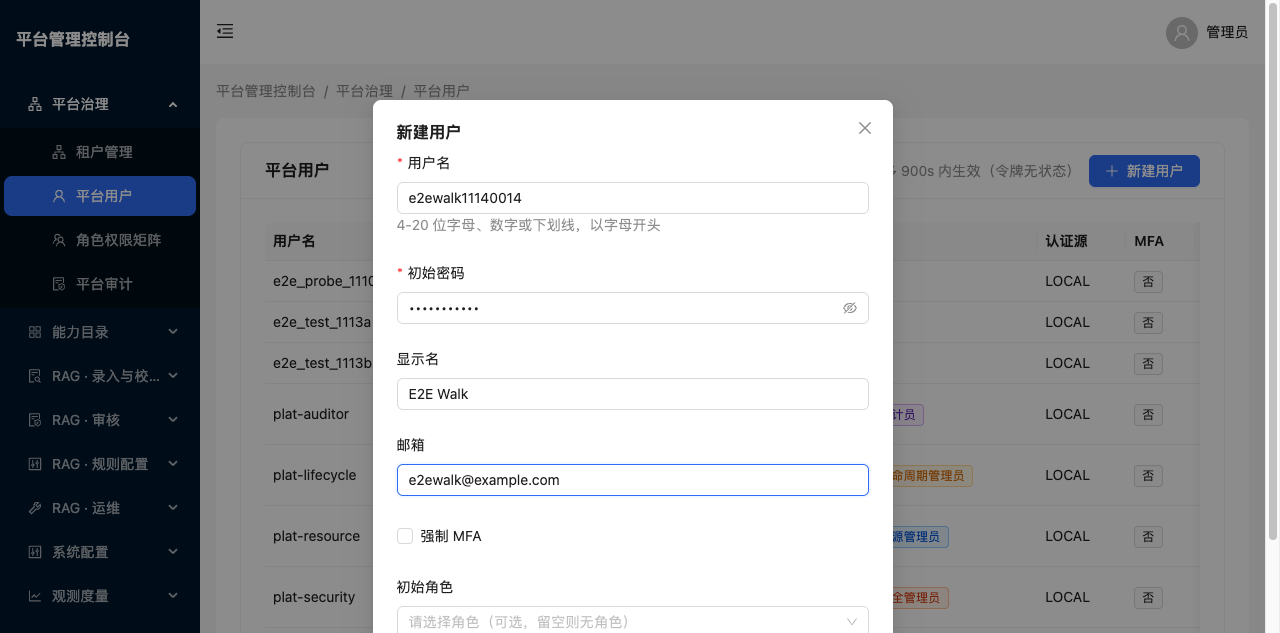 平台管理控制台
管理员
平台治理
租户管理
平台用户
角色权限矩阵
平台审计
能力目录
RAG · 录入与校...
RAG · 审核
RAG · 规则配置
RAG · 运维
系统配置
观测度量
平台管理控制台 / 平台治理 / 平台用户
平台用户
900s 内生效（令牌无状态）
新建用户
用户名 认证源 MFA
e2e_probe_1110 LOCAL 否
e2e_test_1113a LOCAL 否
e2e_test_1113b LOCAL 否
plat-auditor 计员 LOCAL 否
plat-lifecycle 命周期管理员 LOCAL 否
plat-resource 源管理员 LOCAL 否
plat-security 全管理员 LOCAL 否
新建用户
* 用户名
e2ewalk11140014
4-20 位字母、数字或下划线，以字母开头
* 初始密码
•••••••••••
显示名
E2E Walk
邮箱
e2ewalk@example.com
强制 MFA
初始角色
请选择角色（可选，留空则无角色）